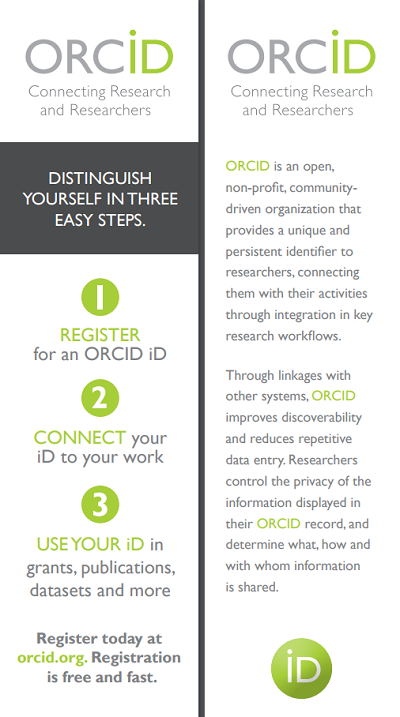 ORCiD
Connecting Research
and Researchers
DISTINGUISH
YOURSELF IN THREE
EASY STEPS.
1
REGISTER
for an ORCID iD
2
CONNECT your
iD to your work
3
USE YOUR iD in
grants, publications,
datasets and more
Register today at
orcid.org. Registration
is free and fast.
ORCiD
Connecting Research
and Researchers
ORCID is an open,
non-profit, community-
driven organization that
provides a unique and
persistent identifier to
researchers, connecting
them with their activities
through integration in key
research workflows.
Through linkages with
other systems, ORCID
improves discoverability
and reduces repetitive
data entry. Researchers
control the privacy of the
information displayed in
their ORCID record, and
determine what, how and
with whom information
is shared.
iD